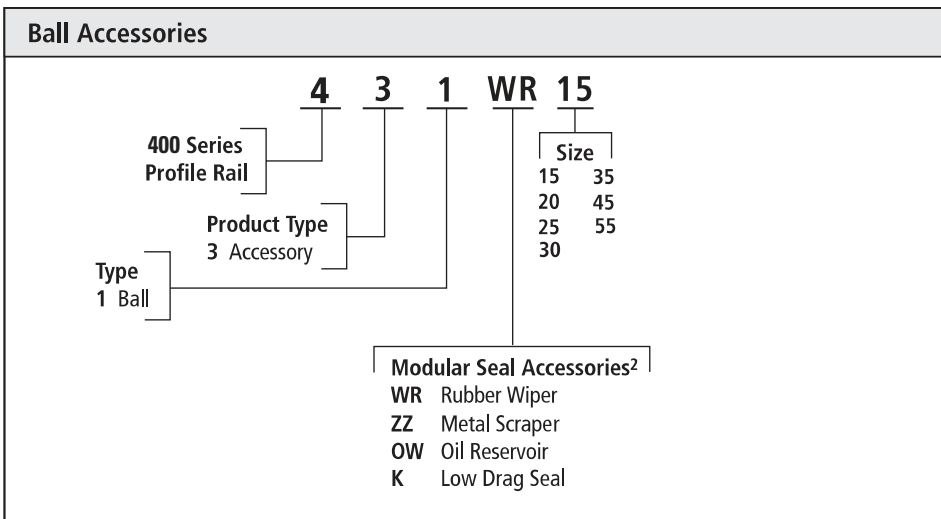 Ball Accessories
4 3 1 WR 15
400 Series
Profile Rail
Product Type
3 Accessory
Type
1 Ball
Size
15 35
20 45
25 55
30
Modular Seal Accessories2
WR Rubber Wiper
ZZ Metal Scraper
OW Oil Reservoir
K Low Drag Seal